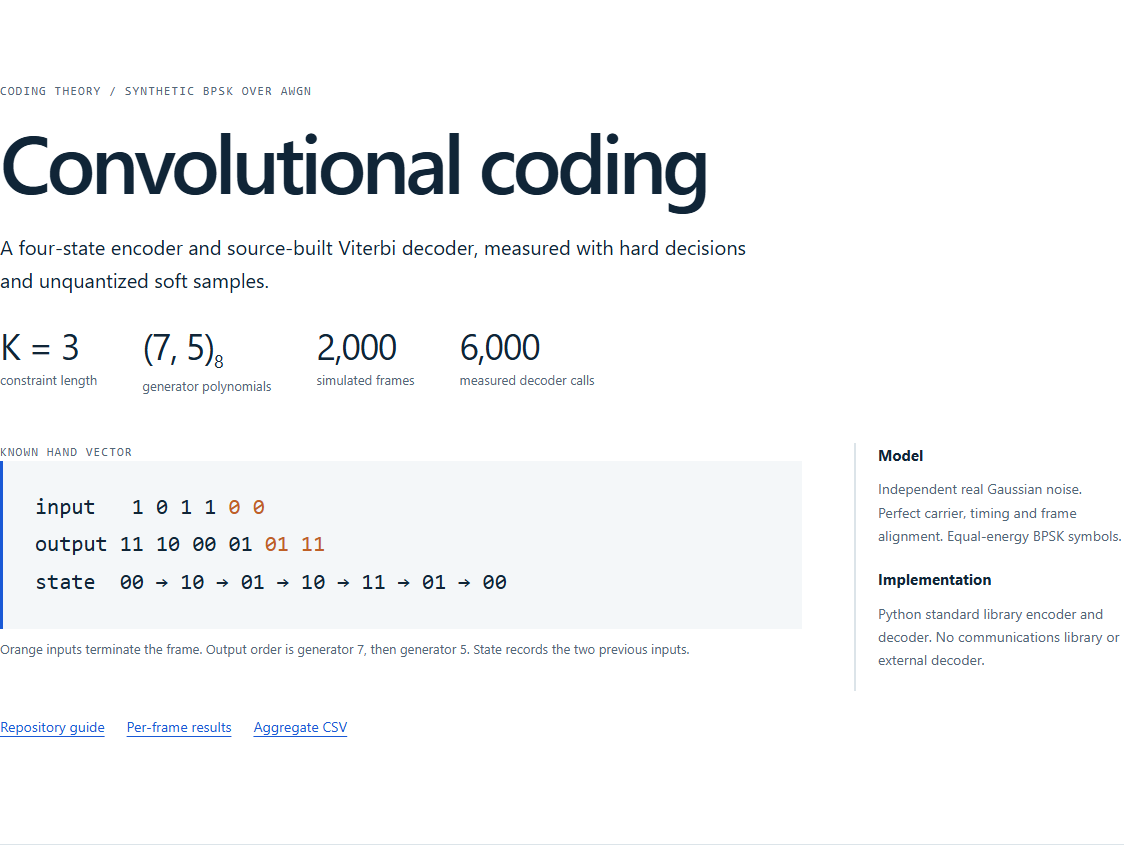 CODING THEORY / SYNTHETIC BPSK OVER AWGN
Convolutional coding
A four-state encoder and source-built Viterbi decoder, measured with hard decisions
and unquantized soft samples.
K = 3
constraint length
(7, 5)8
generator polynomials
2,000
simulated frames
6,000
measured decoder calls
KNOWN HAND VECTOR
input 1 0 1 1 0 0
output 11 10 00 01 01 11
state 00 → 10 → 01 → 10 → 11 → 01 → 00
Orange inputs terminate the frame. Output order is generator 7, then generator 5. State records the two previous inputs.
Model
Independent real Gaussian noise.
Perfect carrier, timing and frame
alignment. Equal-energy BPSK symbols.
Implementation
Python standard library encoder and
decoder. No communications library or
external decoder.
Repository guide Per-frame results Aggregate CSV